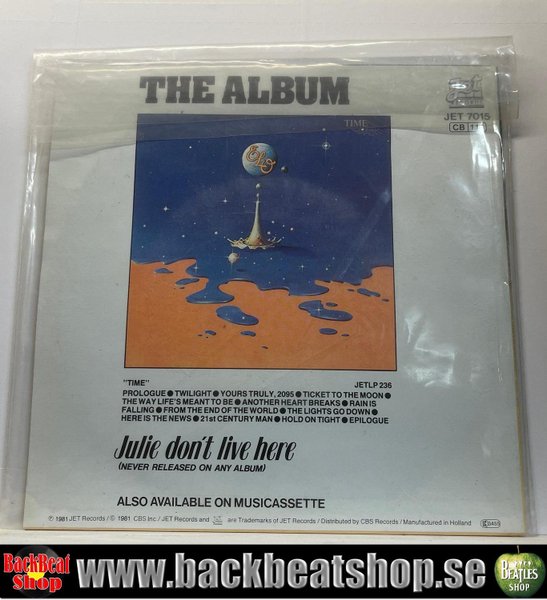 THE ALBUM
jet
JET 7015
CB 111
TIME
ELO
"TIME" JETLP 236
PROLOGUE ● TWILIGHT ● YOURS TRULY, 2095 ● TICKET TO THE MOON ●
THE WAY LIFE'S MEANT TO BE ● ANOTHER HEART BREAKS ● RAIN IS
FALLING ● FROM THE END OF THE WORLD ● THE LIGHTS GO DOWN ●
HERE IS THE NEWS ● 21st CENTURY MAN ● HOLD ON TIGHT ● EPILOGUE
Julie don't live here
(NEVER RELEASED ON ANY ALBUM)
ALSO AVAILABLE ON MUSICASSETTE
℗ 1981 JET Records / © 1981 CBS Inc / JET Records and are Trademarks of JET Records / Distributed by CBS Records / Manufactured in Holland
BackBeat
Shop
www.backbeatshop.se
BEATLES
SHOP